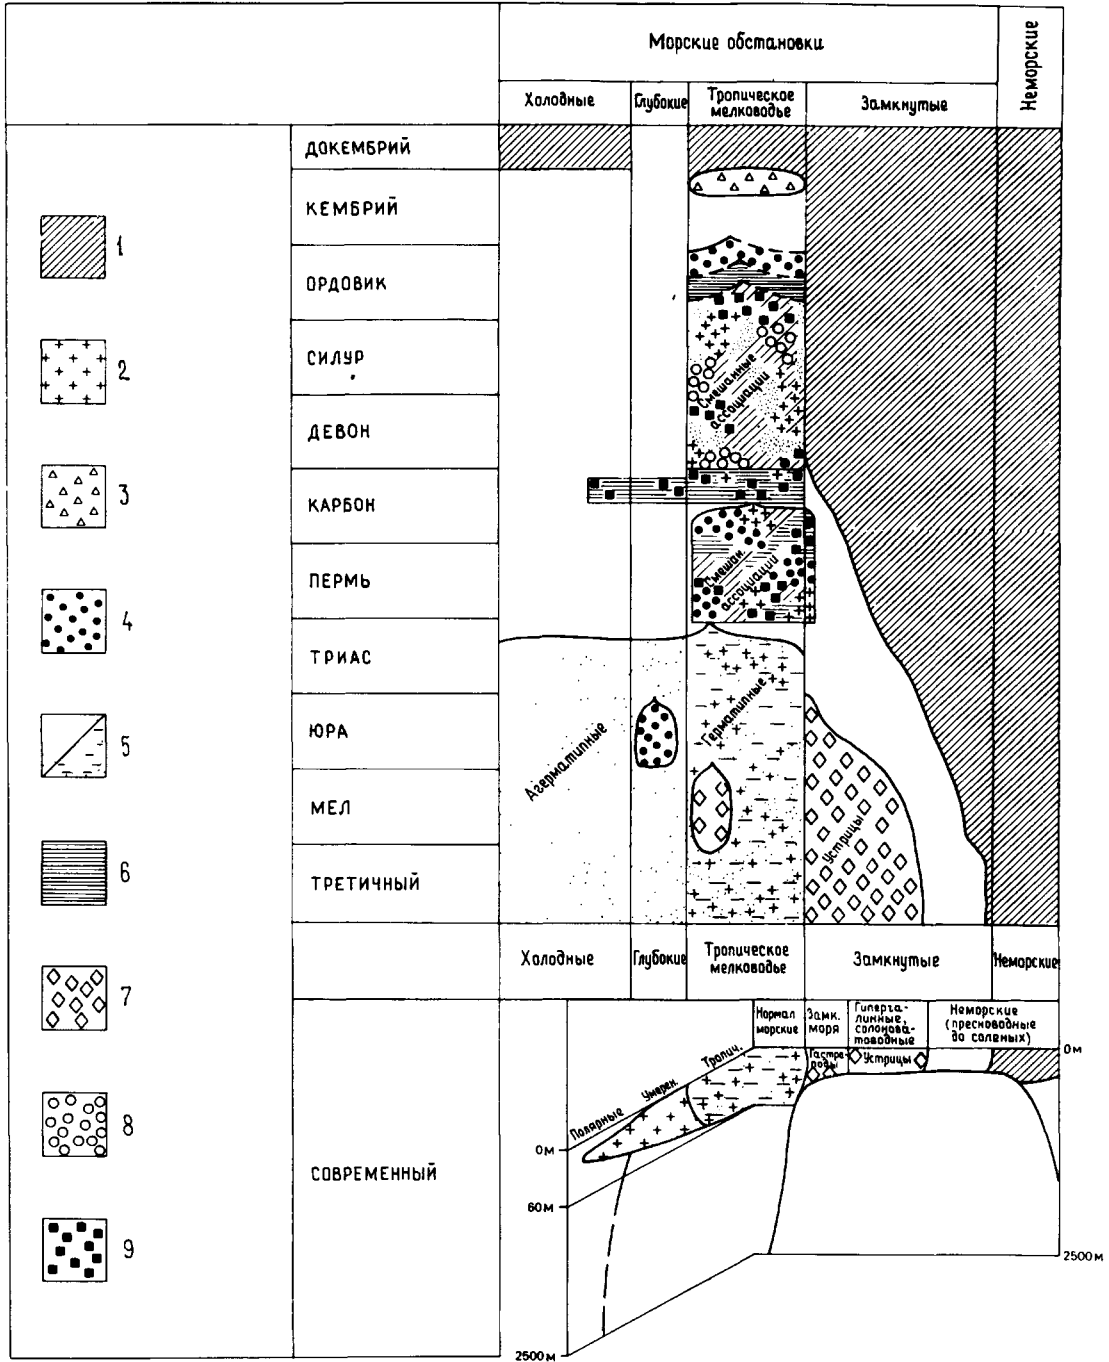 Морские обстановки
Неморские
Холодные
Глубокие
Тропическое
мелководье
Замкнутые
ДОКЕМБРИЙ
КЕМБРИЙ
ОРДОВИК
СИЛУР
ДЕВОН
КАРБОН
ПЕРМЬ
ТРИАС
ЮРА
МЕЛ
ТРЕТИЧНЫЙ
СОВРЕМЕННЫЙ
1
2
3
4
5
6
7
8
9
Смешанные
ассоциации
Смешан.
ассоциации
Агерматипные
Герматипные
Устрицы
Холодные
Глубокие
Тропическое
мелководье
Замкнутые
Неморские
Нормал
морские
Замк.
моря
Гиперга-
линные,
солонова-
товодные
Неморские
(пресноводные
до соленых)
Гастро-
поды
Устрицы
Полярные
Умерен.
Тропич.
0м
0м
60м
2500м
2500м